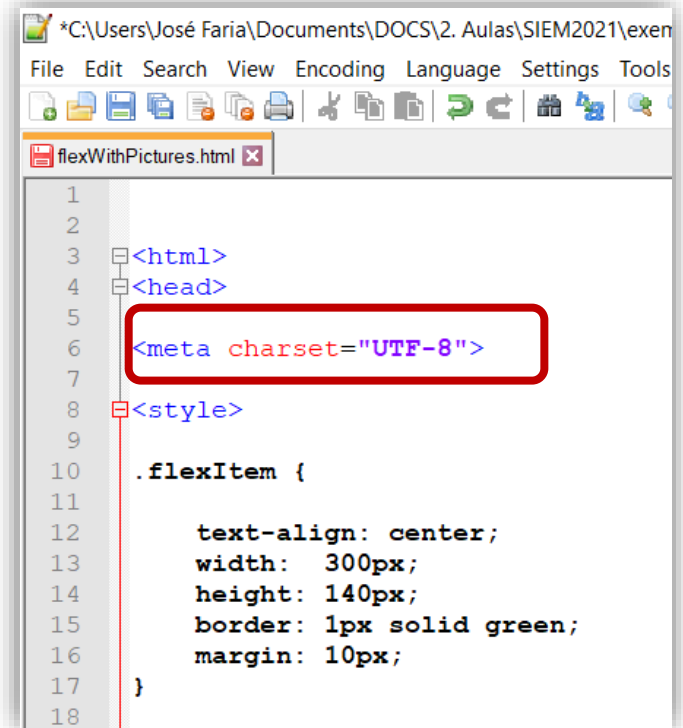 *C:\Users\José Faria\Documents\DOCS\2. Aulas\SIEM2021\exem
File Edit Search View Encoding Language Settings Tools
flexWithPictures.html
1
2
3 <html>
4 <head>
5
6 <meta charset="UTF-8">
7
8 <style>
9
10 .flexItem {
11
12 text-align: center;
13 width: 300px;
14 height: 140px;
15 border: 1px solid green;
16 margin: 10px;
17 }
18